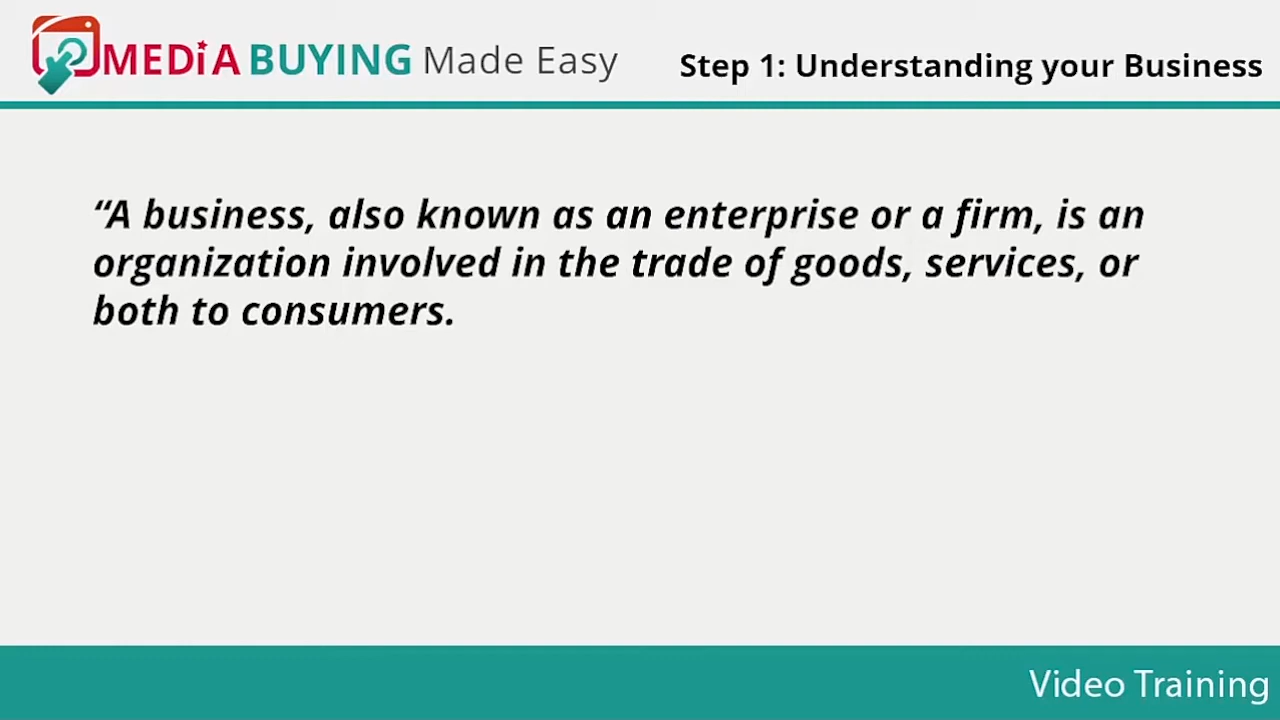 MEDiA BUYING Made Easy
Step 1: Understanding your Business
“A business, also known as an enterprise or a firm, is an
organization involved in the trade of goods, services, or
both to consumers.
Video Training